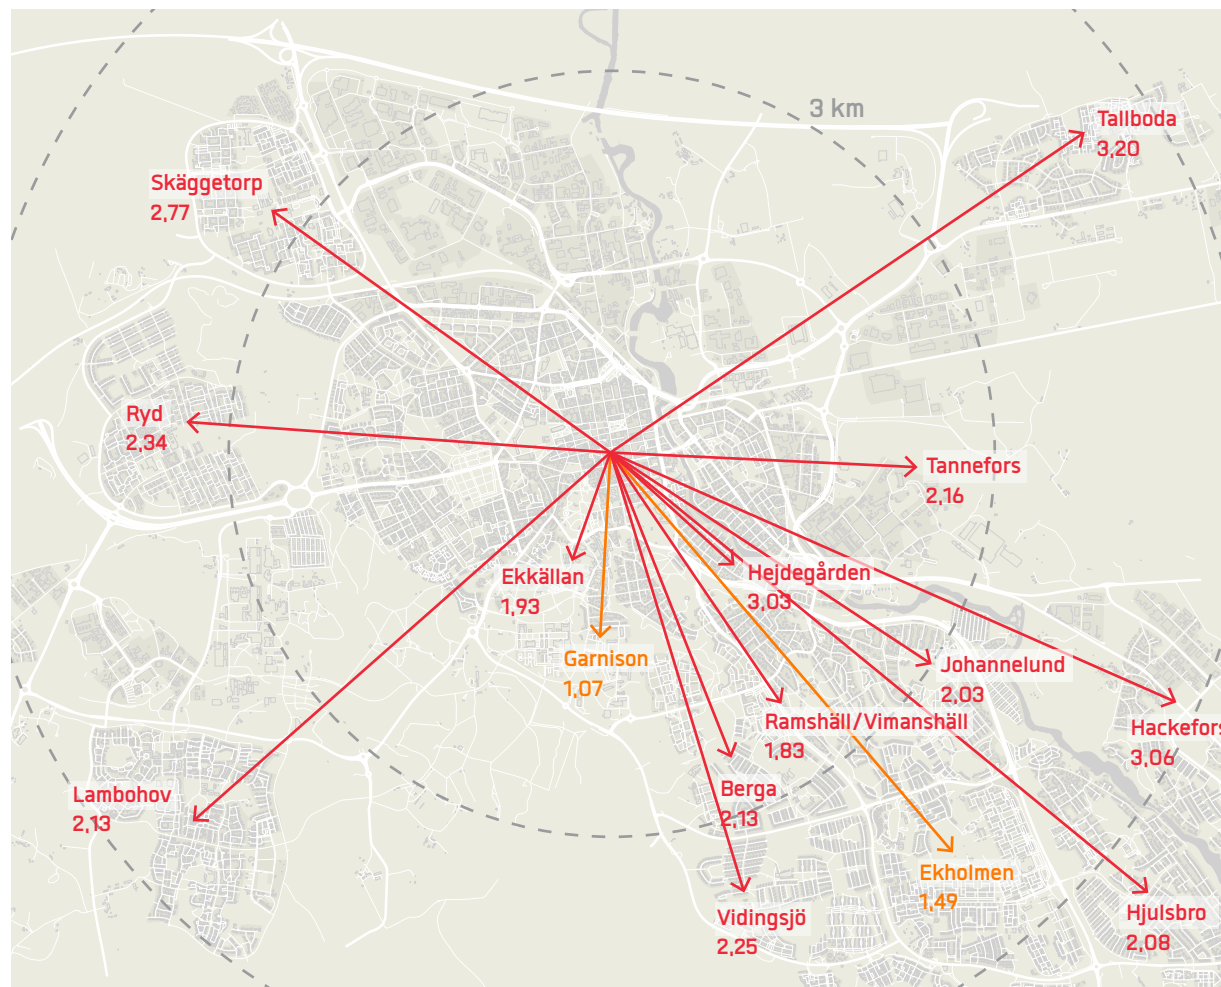 3 km
Tallboda
3,20
Skäggetorp
2,77
Ryd
2,34
Tannefors
2,16
Ekkällan
1,93
Hejdegården
3,03
Garnison
1,07
Johannelund
2,03
Ramshäll/Vimanshäll
1,83
Hackefors
3,06
Berga
2,13
Lambohov
2,13
Ekholmen
1,49
Vidingsjö
2,25
Hjulsbro
2,08